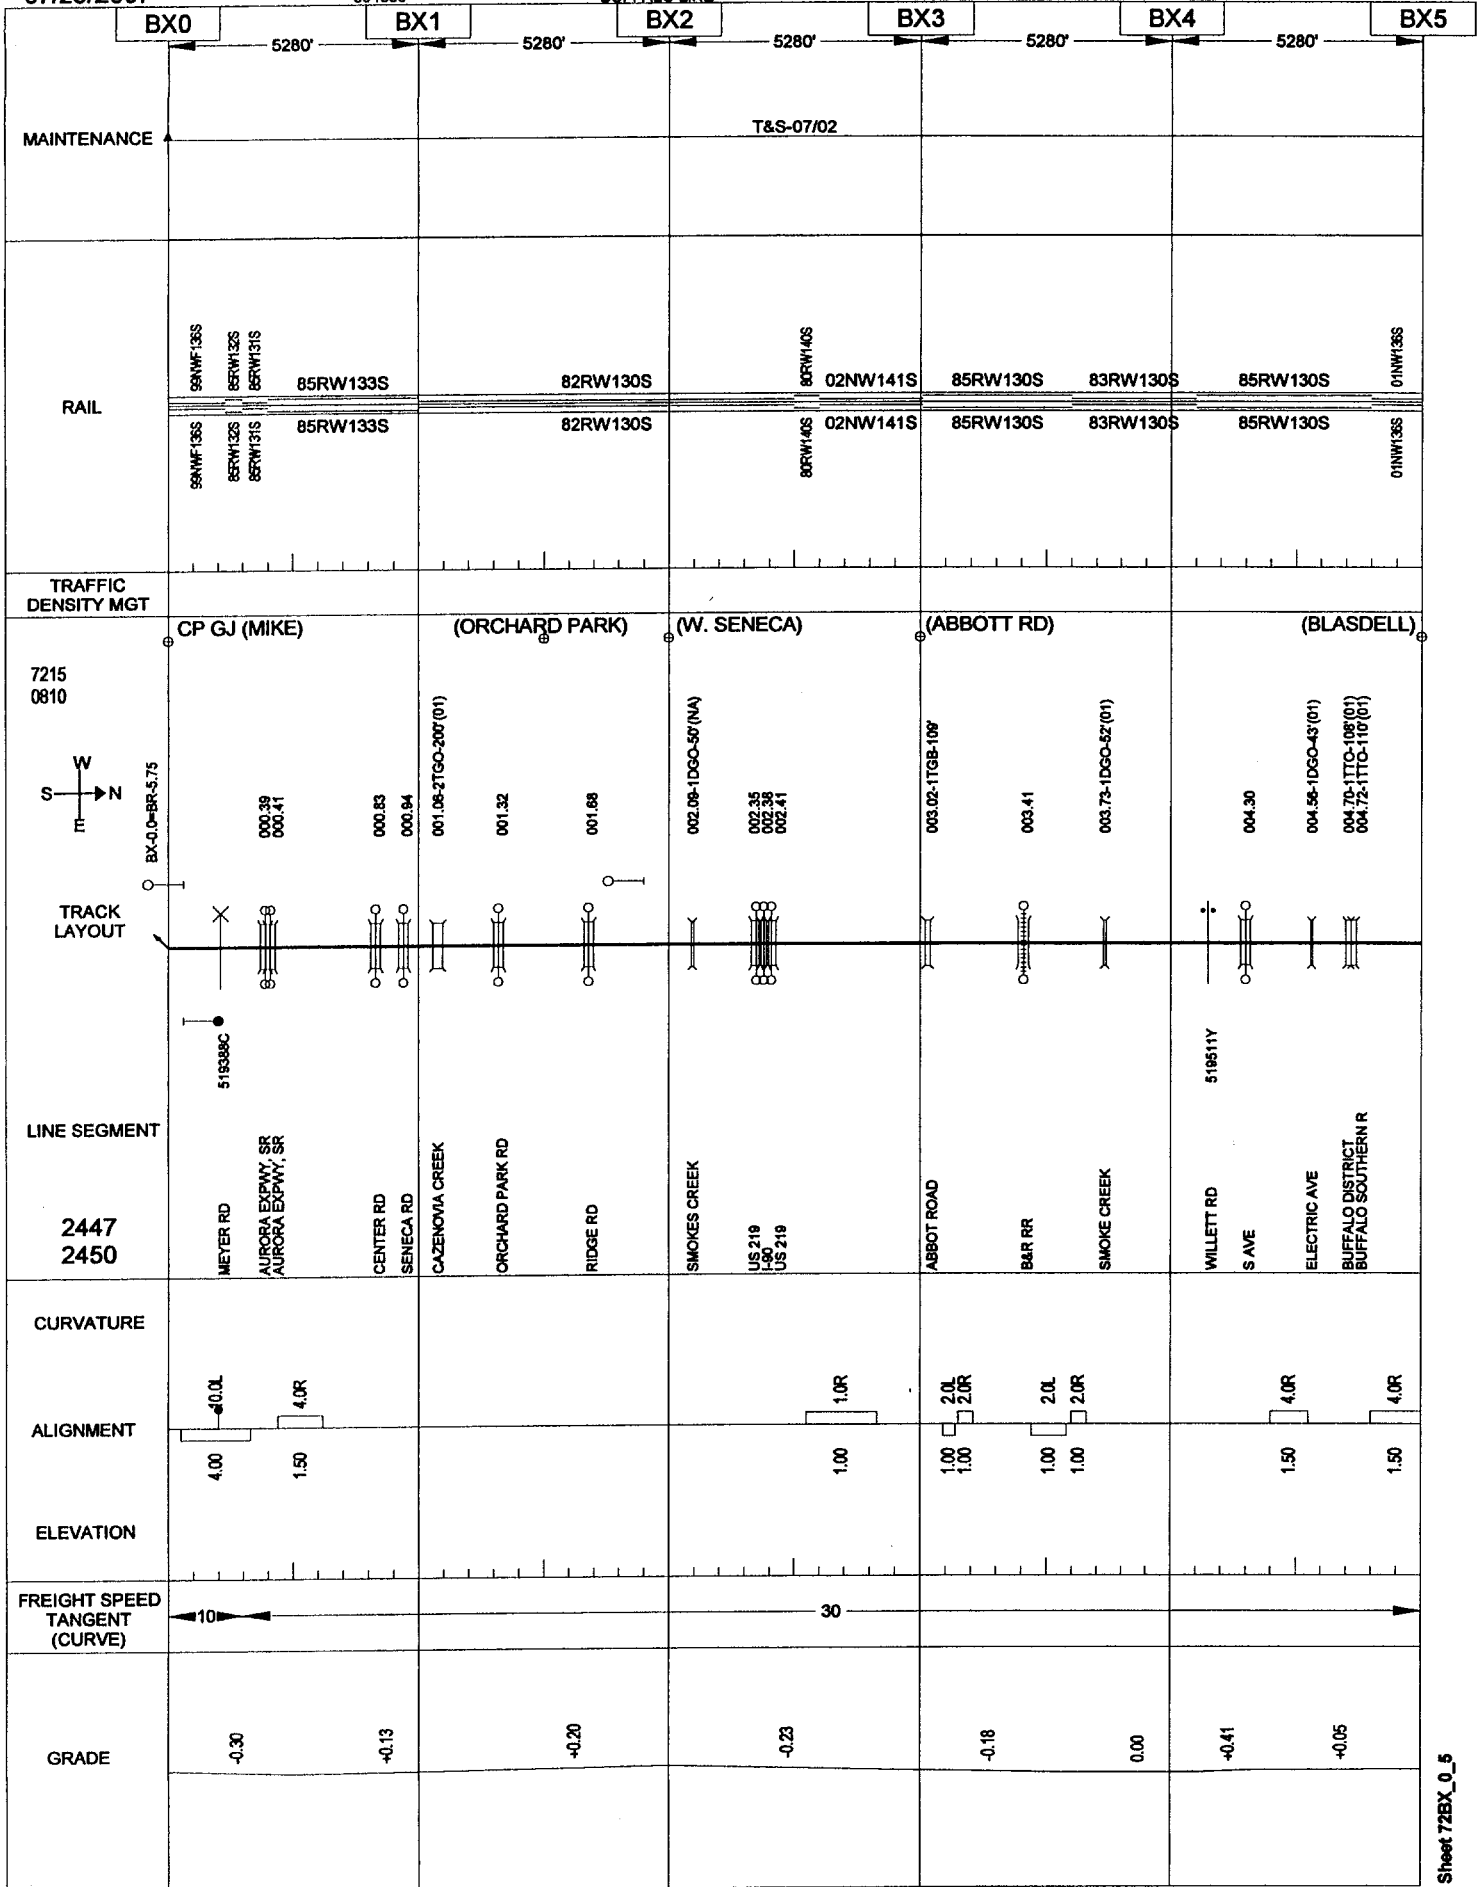 BX0 BX1 BX2 BX3 BX4 BX5
5280' 5280' 5280' 5280' 5280'
MAINTENANCE
T&S-07/02
RAIL
99NWF136S 85RW132S 85RW131S 85RW133S 82RW130S 80RW140S 02NW141S 85RW130S 83RW130S 85RW130S 01NW136S
99NWF136S 85RW132S 85RW131S 85RW133S 82RW130S 80RW140S 02NW141S 85RW130S 83RW130S 85RW130S 01NW136S
TRAFFIC
DENSITY MGT
CP GJ (MIKE) (ORCHARD PARK) (W. SENECA) (ABBOTT RD) (BLASDELL)
7215
0810
W
S N
E
BX-0.0=BR-5.75
000.39
000.41
000.83
000.94
001.08-2TGO-200'(01)
001.32
001.68
002.09-1DGO-50'(NA)
002.35
002.38
002.41
003.02-1TGB-109'
003.41
003.73-1DGO-52'(01)
004.30
004.56-1DGO-43'(01)
004.70-1TTO-108'(01)
004.72-1TTO-110'(01)
TRACK
LAYOUT
519388C
519511Y
LINE SEGMENT
2447
2450
MEYER RD
AURORA EXPWY, SR
AURORA EXPWY, SR
CENTER RD
SENECA RD
CAZENOVIA CREEK
ORCHARD PARK RD
RIDGE RD
SMOKES CREEK
US 219
I-90
US 219
ABBOT ROAD
B&R RR
SMOKE CREEK
WILLETT RD
S AVE
ELECTRIC AVE
BUFFALO DISTRICT
BUFFALO SOUTHERN R
CURVATURE
10.0L 4.0R 1.0R 2.0L 2.0R 2.0L 2.0R 4.0R 4.0R
ALIGNMENT
4.00 1.50 1.00 1.00 1.00 1.00 1.00 1.50 1.50
ELEVATION
FREIGHT SPEED
TANGENT
(CURVE)
10 30
GRADE
-0.30 +0.13 +0.20 -0.23 -0.18 0.00 +0.41 +0.05
Sheet 72BX_0_5